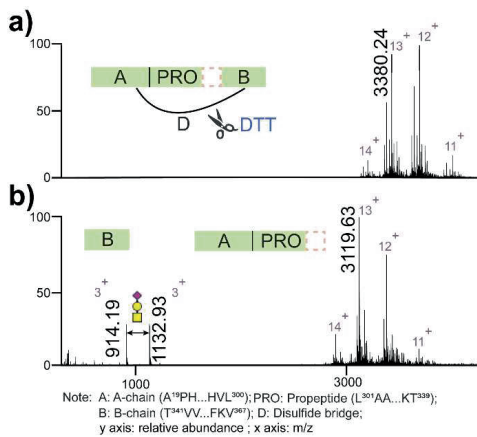 a)
100
50
0
A PRO B
D DTT
3380.24
13+
12+
14+
11+
b)
100
50
0
B
A PRO
3+
3+
914.19
1132.93
3119.63
13+
12+
14+
11+
1000 3000
Note: A: A-chain (A¹⁹PH...HVL³⁰⁰); PRO: Propeptide (L³⁰¹AA...KT³³⁹);
B: B-chain (T³⁴¹VV...FKV³⁶⁷); D: Disulfide bridge;
y axis: relative abundance ; x axis: m/z